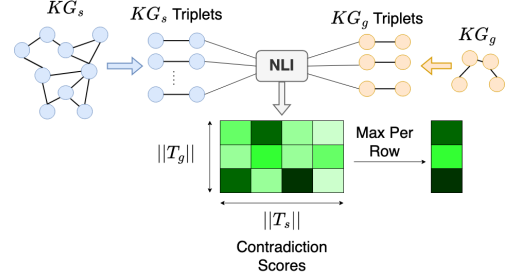 KG_s
KG_s Triplets
KG_g Triplets
KG_g
NLI
||T_g||
Max Per
Row
||T_s||
Contradiction
Scores